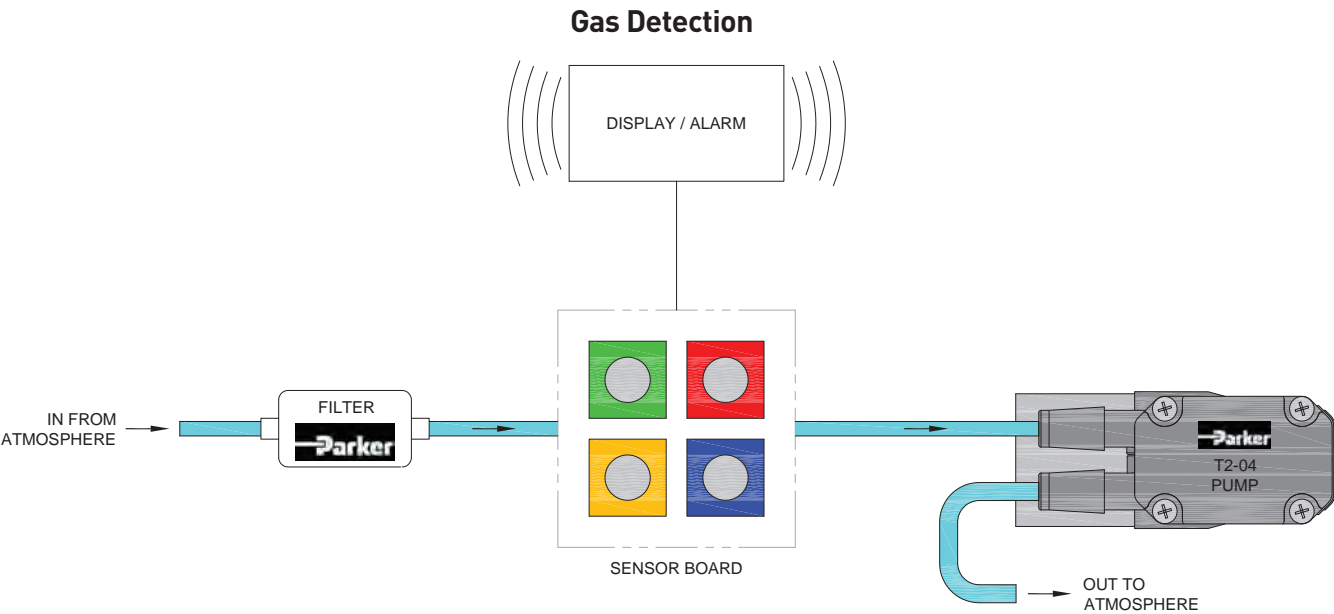 Gas Detection
DISPLAY / ALARM
IN FROM
ATMOSPHERE
FILTER
Parker
SENSOR BOARD
Parker
T2-04
PUMP
OUT TO
ATMOSPHERE